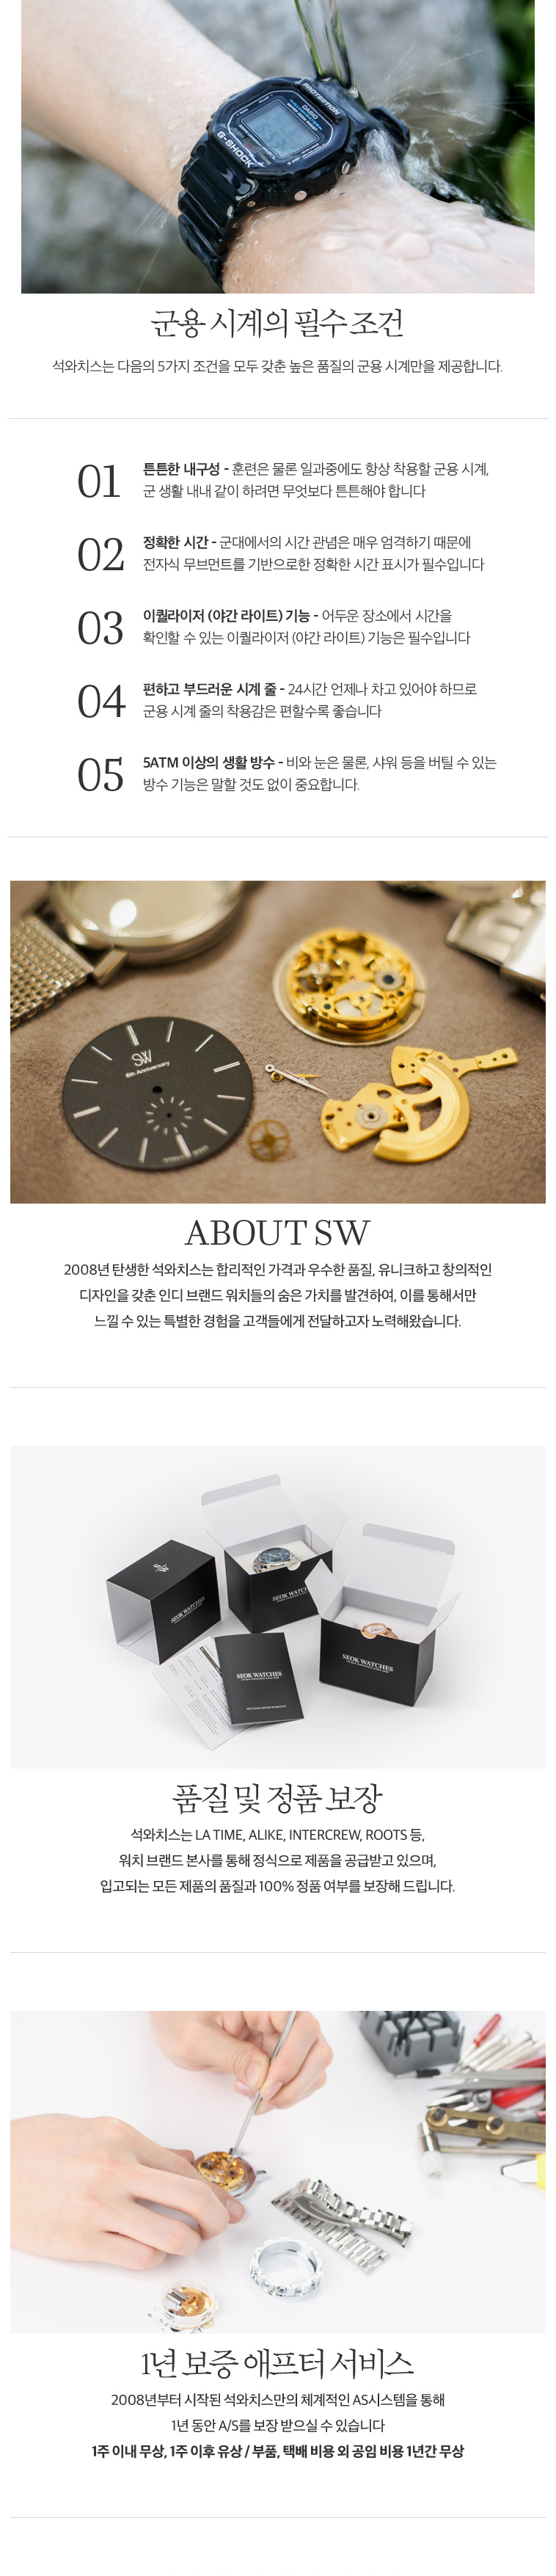 PROTECTION
CASIO
G-SHOCK
군용 시계의 필수 조건
석와치스는 다음의 5가지 조건을 모두 갖춘 높은 품질의 군용 시계만을 제공합니다.
01
튼튼한 내구성 - 훈련은 물론 일과중에도 항상 착용할 군용 시계,
군 생활 내내 같이 하려면 무엇보다 튼튼해야 합니다
02
정확한 시간 - 군대에서의 시간 관념은 매우 엄격하기 때문에
전자식 무브먼트를 기반으로한 정확한 시간 표시가 필수입니다
03
이퀄라이저 (야간 라이트) 기능 - 어두운 장소에서 시간을
확인할 수 있는 이퀄라이저 (야간 라이트) 기능은 필수입니다
04
편하고 부드러운 시계 줄 - 24시간 언제나 차고 있어야 하므로
군용 시계 줄의 착용감은 편할수록 좋습니다
05
5ATM 이상의 생활 방수 - 비와 눈은 물론, 샤워 등을 버틸 수 있는
방수 기능은 말할 것도 없이 중요합니다.
SW
6th Anniversary
ABOUT SW
2008년 탄생한 석와치스는 합리적인 가격과 우수한 품질, 유니크하고 창의적인
디자인을 갖춘 인디 브랜드 워치들의 숨은 가치를 발견하여, 이를 통해서만
느낄 수 있는 특별한 경험을 고객들에게 전달하고자 노력해왔습니다.
SEOK WATCHES
SEOK WATCH
SEOK WATCHES
SEOK WATCHES
품질 및 정품 보장
석와치스는 LA TIME, ALIKE, INTERCREW, ROOTS 등,
워치 브랜드 본사를 통해 정식으로 제품을 공급받고 있으며,
입고되는 모든 제품의 품질과 100% 정품 여부를 보장해 드립니다.
1년 보증 애프터 서비스
2008년부터 시작된 석와치스만의 체계적인 AS시스템을 통해
1년 동안 A/S를 보장 받으실 수 있습니다
1주 이내 무상, 1주 이후 유상 / 부품, 택배 비용 외 공임 비용 1년간 무상